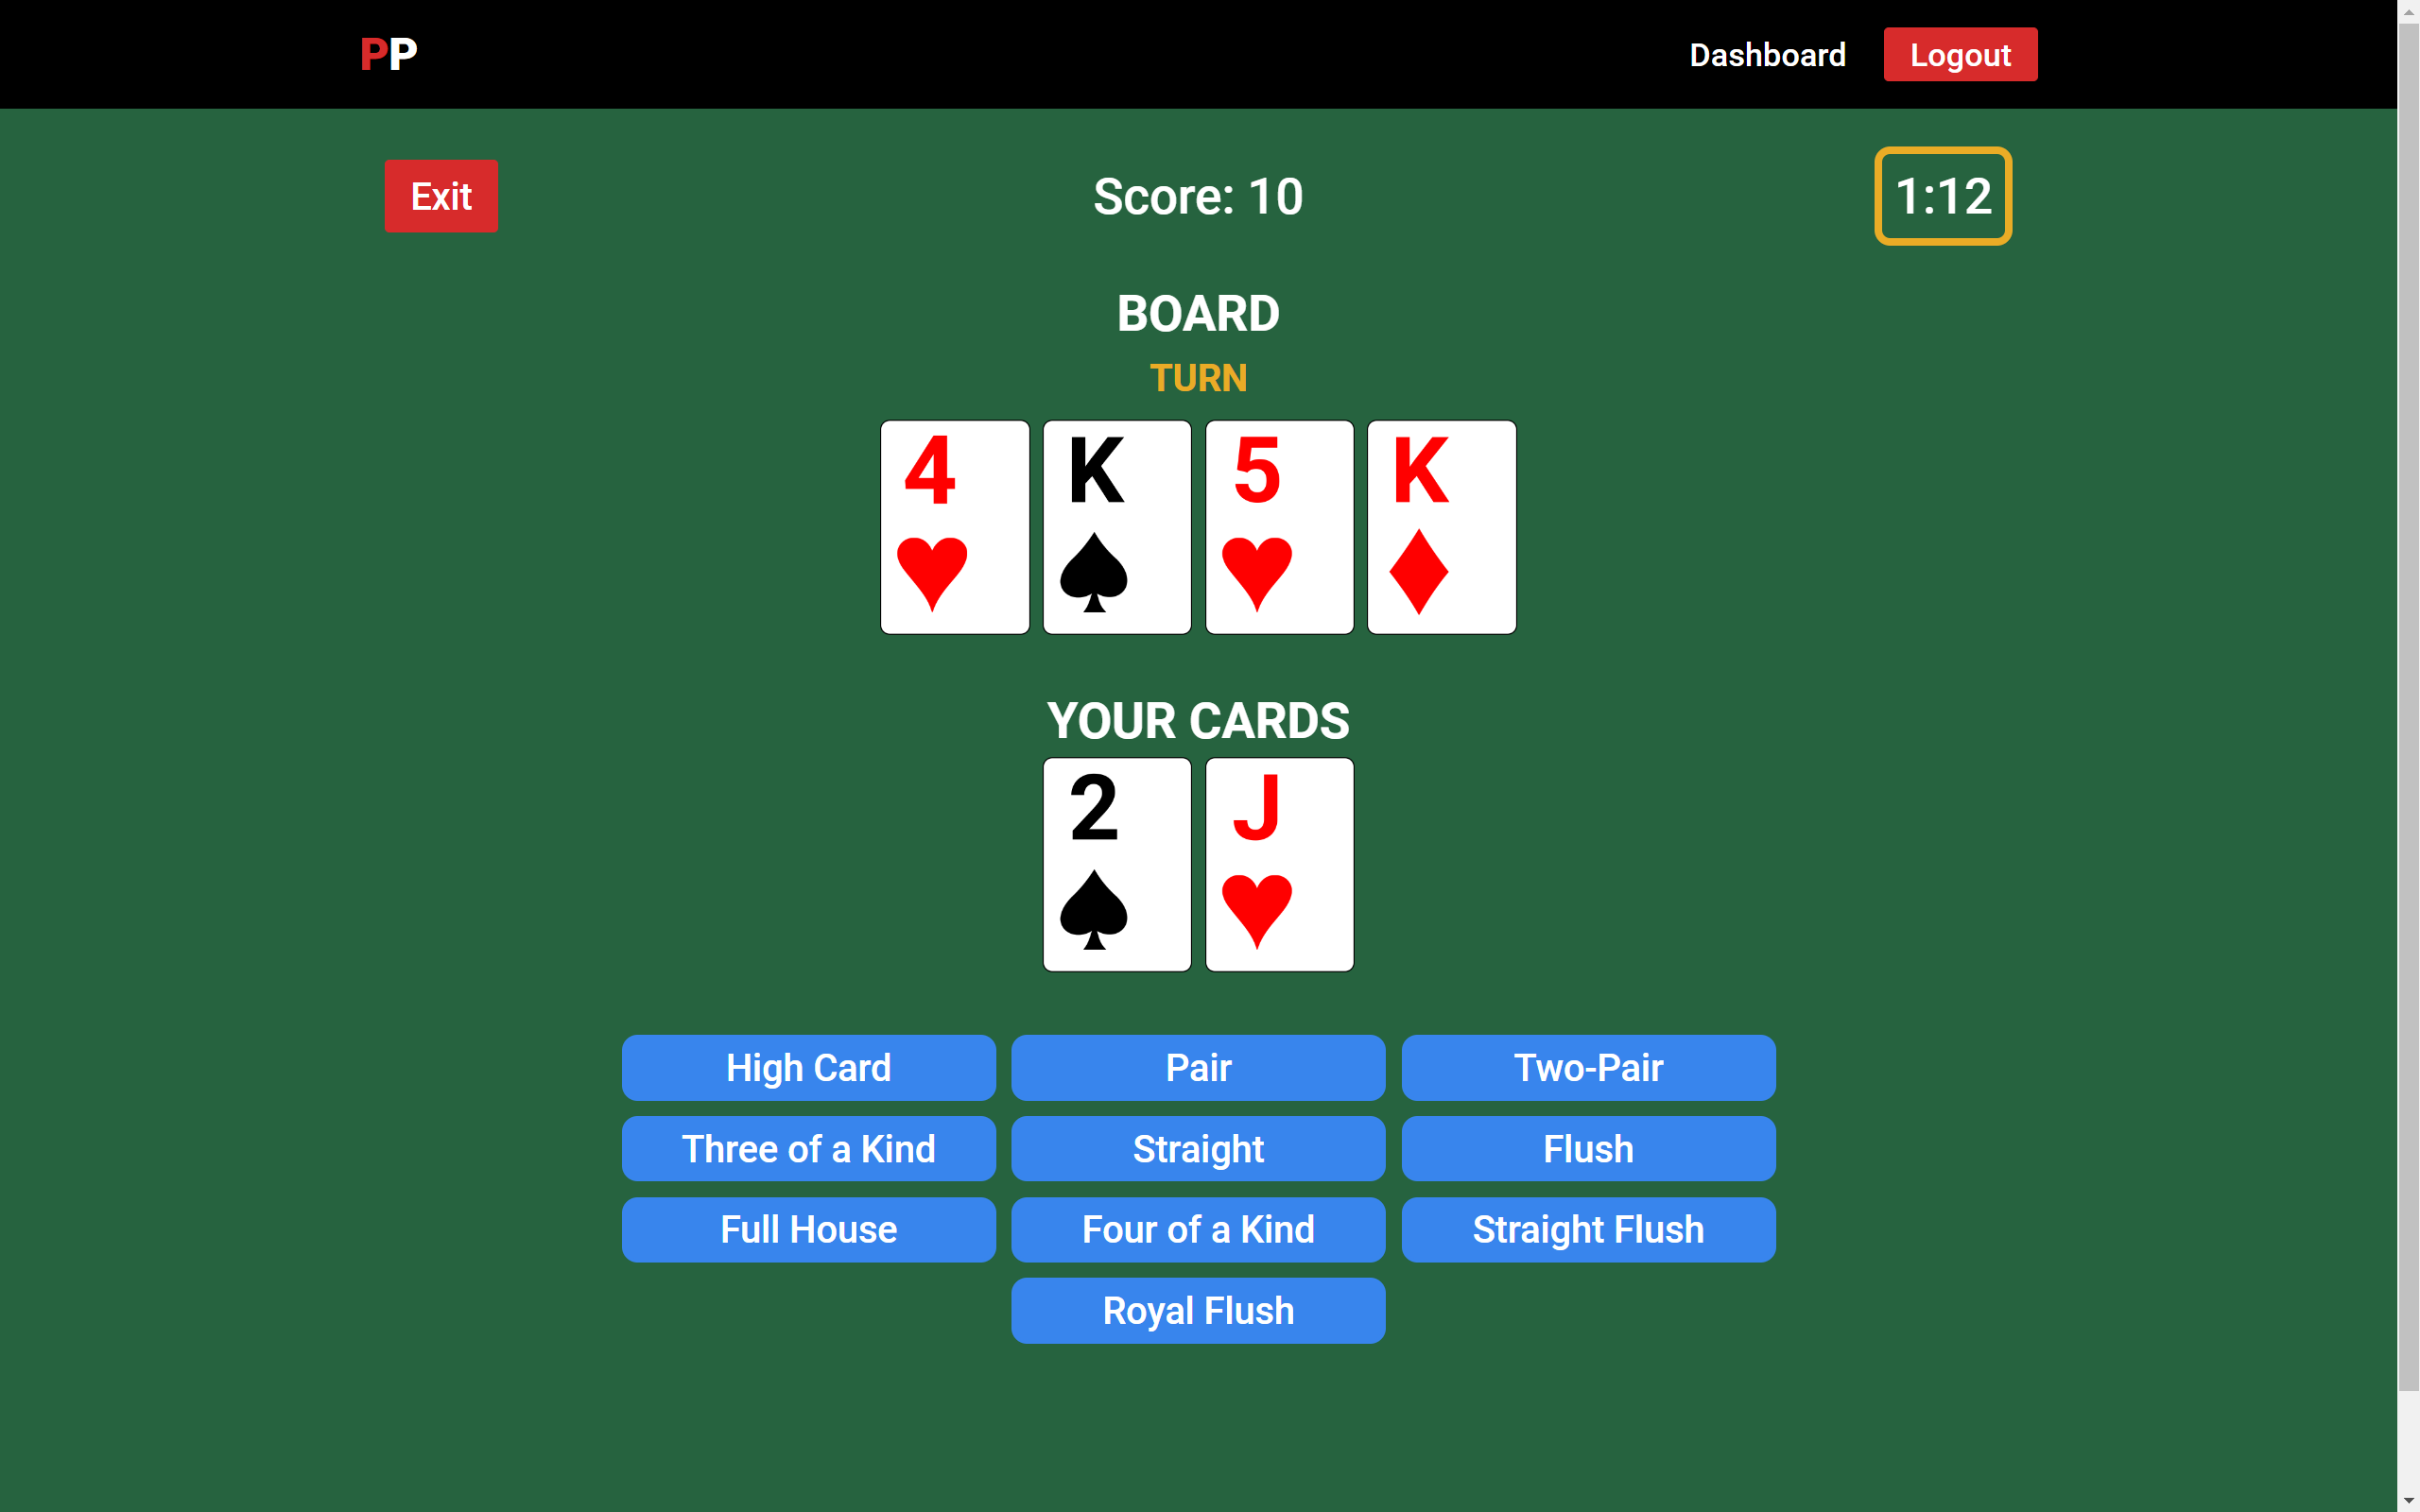 PP Dashboard Logout
Exit Score: 10 1:12
BOARD
TURN
4 K 5 K
♥ ♠ ♥ ♦
YOUR CARDS
2 J
♠ ♥
High Card Pair Two-Pair
Three of a Kind Straight Flush
Full House Four of a Kind Straight Flush
Royal Flush